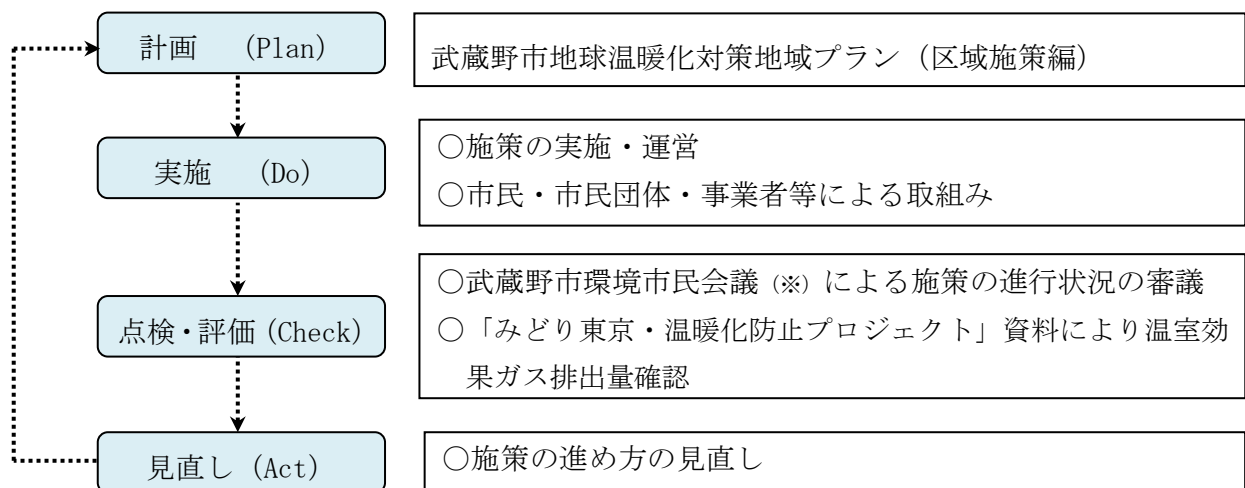 計画 (Plan)
武蔵野市地球温暖化対策地域プラン（区域施策編）
実施 (Do)
○施策の実施・運営
○市民・市民団体・事業者等による取組み
点検・評価 (Check)
○武蔵野市環境市民会議（※）による施策の進行状況の審議
○「みどり東京・温暖化防止プロジェクト」資料により温室効
果ガス排出量確認
見直し (Act)
○施策の進め方の見直し